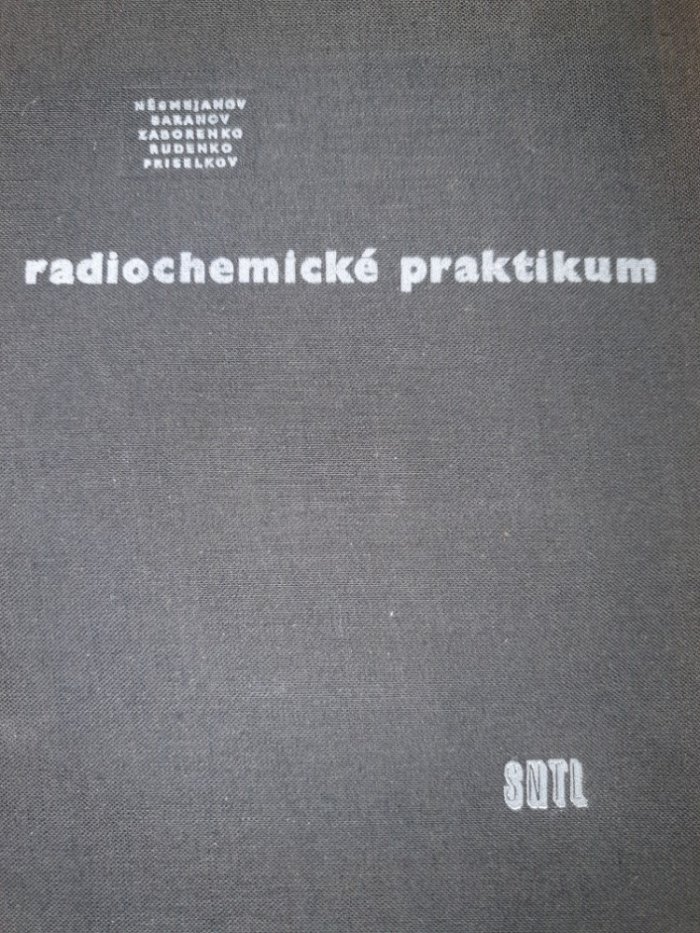 NĚSMEJANOV
BARANOV
ZABORENKO
RUDENKO
PRISELKOV
radiochemické praktikum
SNTL